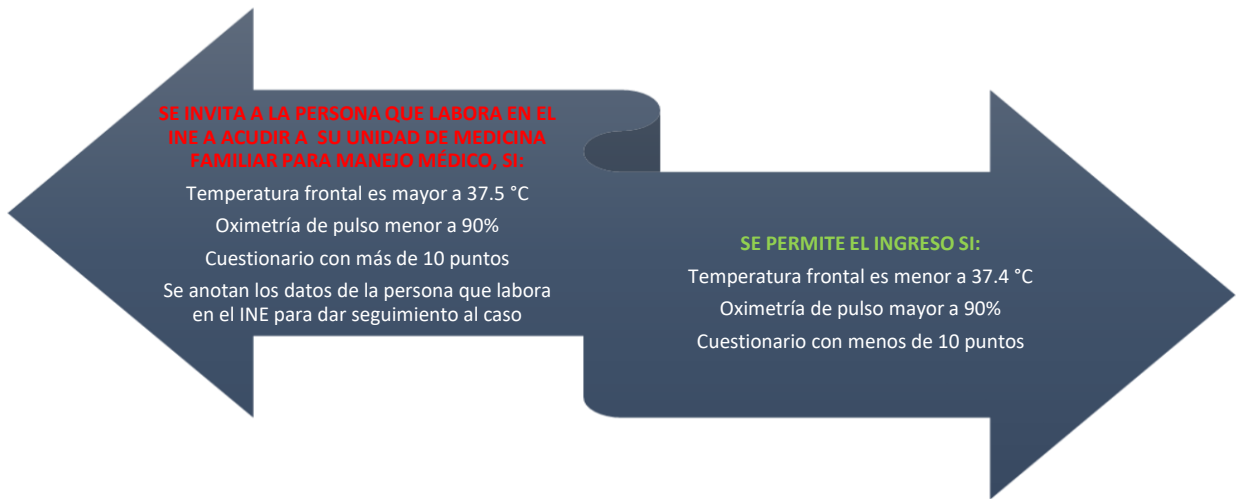 SE INVITA A LA PERSONA QUE LABORA EN EL
INE A ACUDIR A SU UNIDAD DE MEDICINA
FAMILIAR PARA MANEJO MÉDICO, SI:
Temperatura frontal es mayor a 37.5 °C
Oximetría de pulso menor a 90%
Cuestionario con más de 10 puntos
Se anotan los datos de la persona que labora
en el INE para dar seguimiento al caso
SE PERMITE EL INGRESO SI:
Temperatura frontal es menor a 37.4 °C
Oximetría de pulso mayor a 90%
Cuestionario con menos de 10 puntos